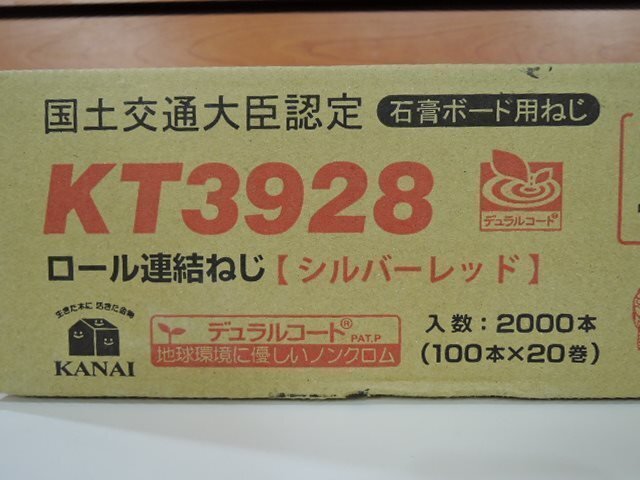 国土交通大臣認定 石膏ボード用ねじ
KT3928
デュラルコート®
ロール連結ねじ【シルバーレッド】
生きた木に 活きた金物
KANAI
デュラルコート® PAT.P
地球環境に優しいノンクロム
入数：2000本
(100本×20巻)